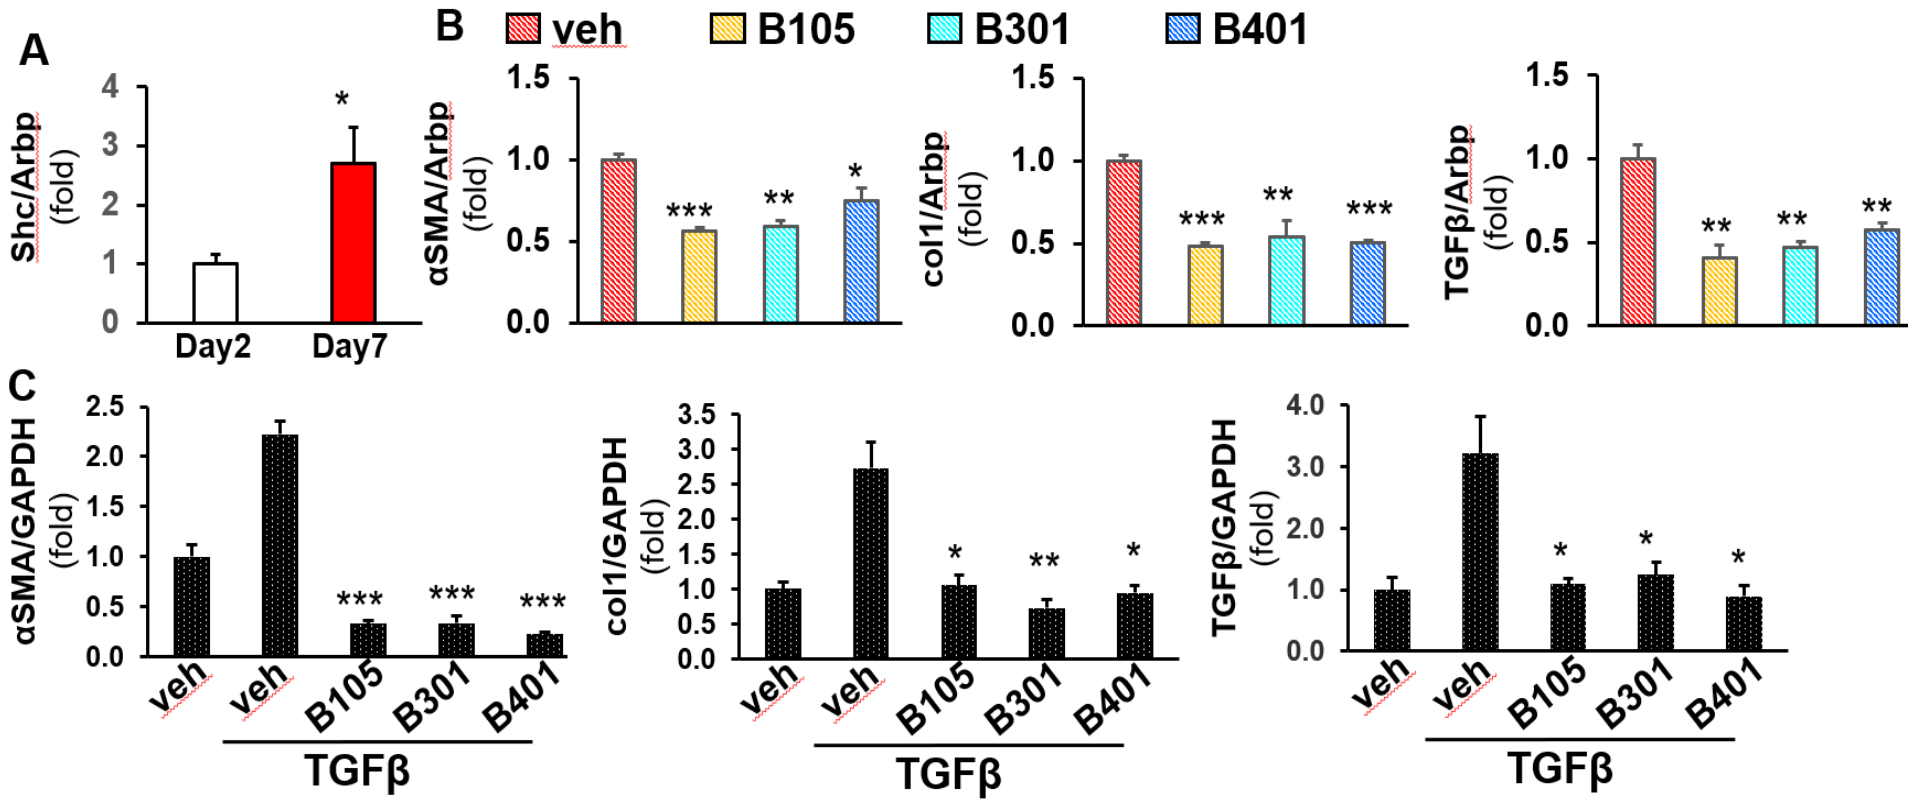 A
Shc/Arbp
(fold)
4
3
2
1
0
*
Day2 Day7
B
veh B105 B301 B401
αSMA/Arbp
(fold)
1.5
1.0
0.5
0.0
*** ** *
col1/Arbp
(fold)
1.5
1.0
0.5
0.0
*** ** ***
TGFβ/Arbp
(fold)
1.5
1.0
0.5
0.0
** ** **
C
αSMA/GAPDH
(fold)
2.5
2.0
1.5
1.0
0.5
0.0
*** *** ***
veh veh B105 B301 B401
TGFβ
col1/GAPDH
(fold)
3.5
3.0
2.5
2.0
1.5
1.0
0.5
0.0
* ** *
veh veh B105 B301 B401
TGFβ
TGFβ/GAPDH
(fold)
4.0
3.0
2.0
1.0
0.0
* * *
veh veh B105 B301 B401
TGFβ